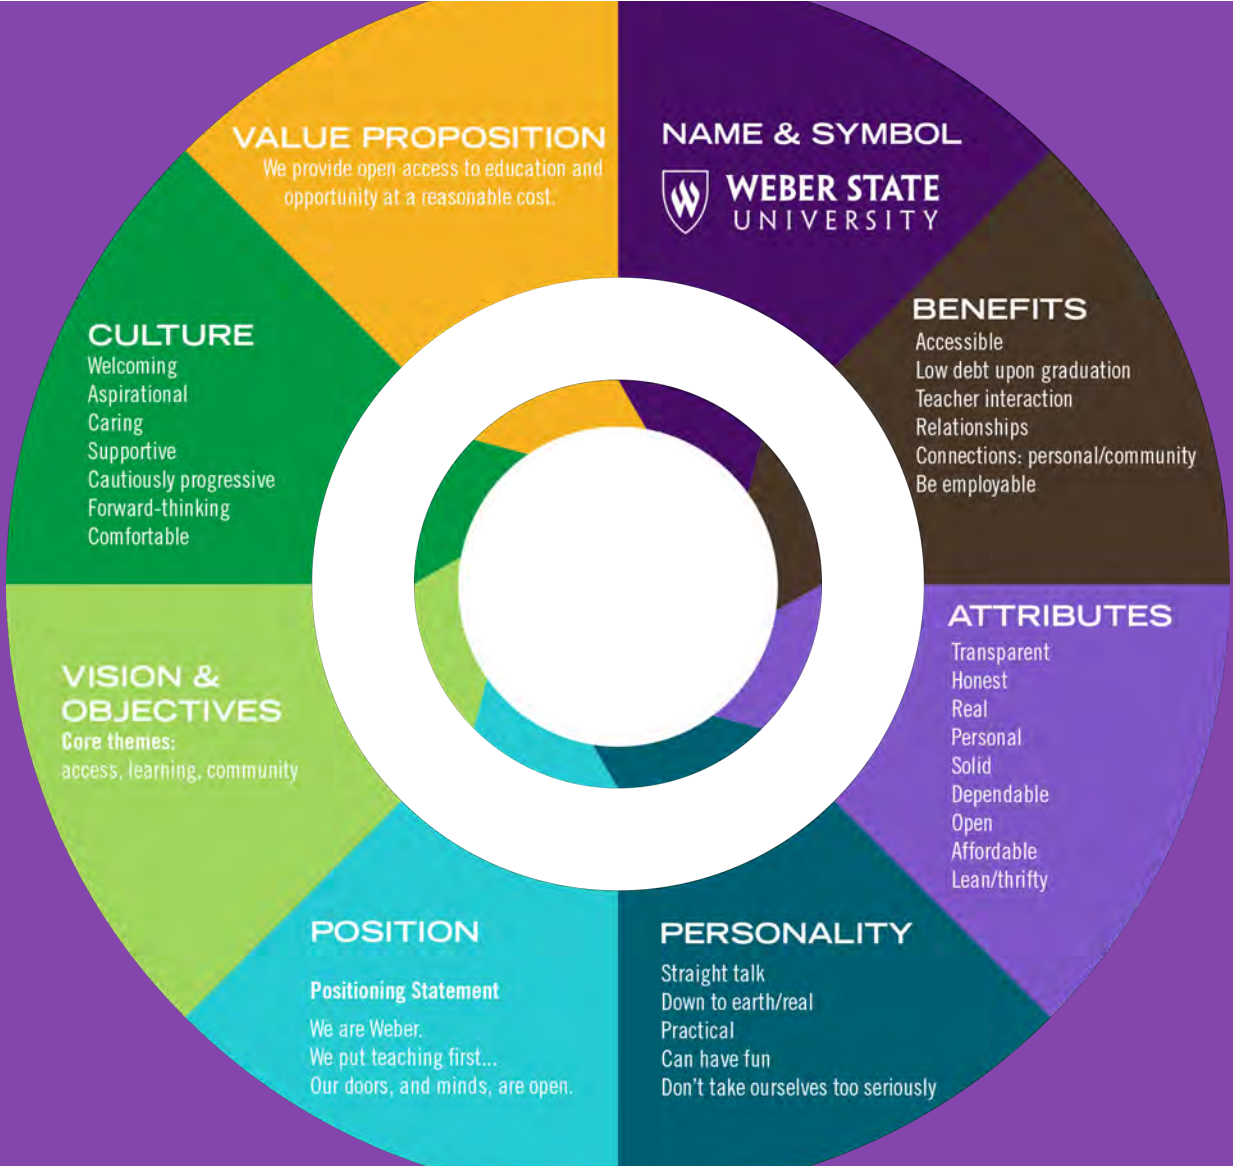 VALUE PROPOSITION
We provide open access to education and
opportunity at a reasonable cost.
NAME & SYMBOL
W
WEBER STATE
UNIVERSITY
BENEFITS
Accessible
Low debt upon graduation
Teacher interaction
Relationships
Connections: personal/community
Be employable
ATTRIBUTES
Transparent
Honest
Real
Personal
Solid
Dependable
Open
Affordable
Lean/thrifty
PERSONALITY
Straight talk
Down to earth/real
Practical
Can have fun
Don't take ourselves too seriously
POSITION
Positioning Statement
We are Weber.
We put teaching first...
Our doors, and minds, are open.
VISION &
OBJECTIVES
Core themes:
access, learning, community
CULTURE
Welcoming
Aspirational
Caring
Supportive
Cautiously progressive
Forward-thinking
Comfortable